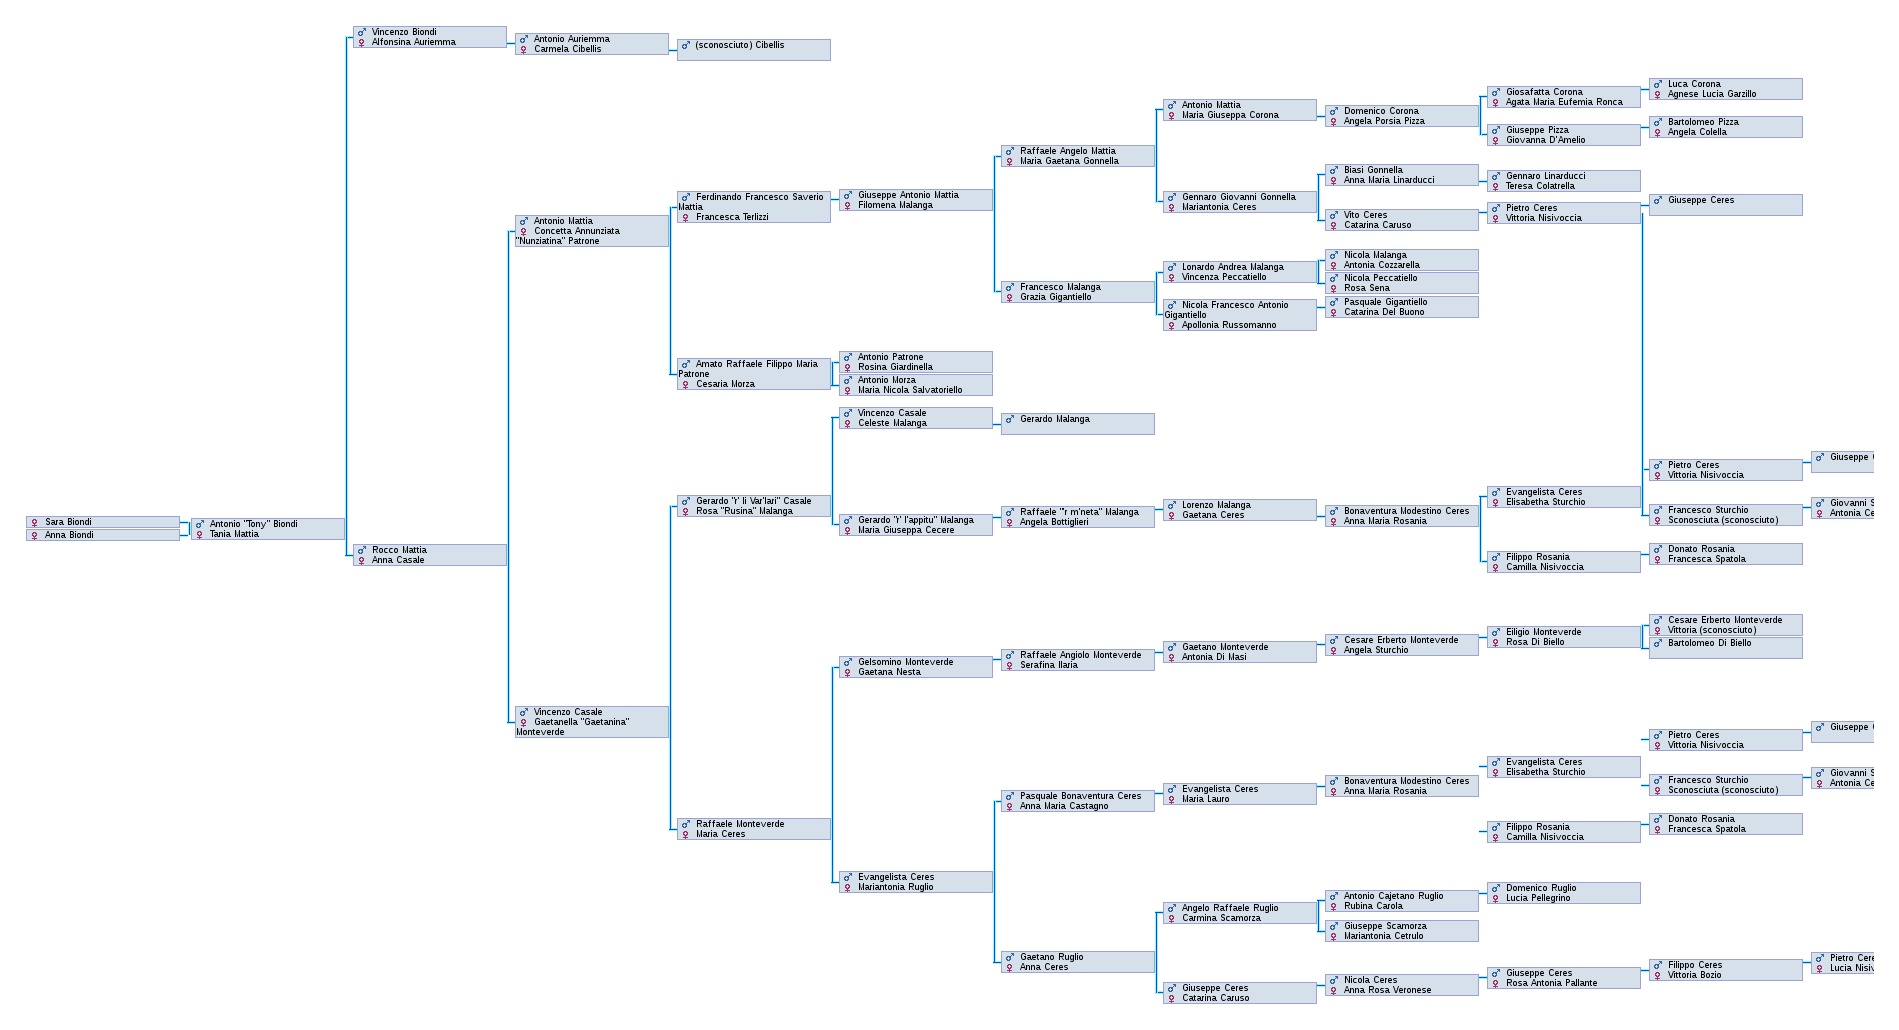 Sara Biondi
Anna Biondi
Antonio "Tony" Biondi
Tania Mattia
Vincenzo Biondi
Alfonsina Auriemma
Rocco Mattia
Anna Casale
Antonio Auriemma
Carmela Cibellis
Antonio Mattia
Concetta Annunziata
"Nunziatina" Patrone
Vincenzo Casale
Gaetanella "Gaetanina"
Monteverde
(sconosciuto) Cibellis
Ferdinando Francesco Saverio
Mattia
Francesca Terlizzi
Amato Raffaele Filippo Maria
Patrone
Cesaria Morza
Gerardo "r' li Var'lari" Casale
Rosa "Rusina" Malanga
Raffaele Monteverde
Maria Ceres
Giuseppe Antonio Mattia
Filomena Malanga
Antonio Patrone
Rosina Giardinella
Antonio Morza
Maria Nicola Salvatoriello
Vincenzo Casale
Celeste Malanga
Gerardo "r' l'appitu" Malanga
Maria Giuseppa Cecere
Gelsomino Monteverde
Gaetana Nesta
Evangelista Ceres
Mariantonia Ruglio
Raffaele Angelo Mattia
Maria Gaetana Gonnella
Francesco Malanga
Grazia Gigantiello
Gerardo Malanga
Raffaele "'r m'neta" Malanga
Angela Bottiglieri
Raffaele Angiolo Monteverde
Serafina Ilaria
Pasquale Bonaventura Ceres
Anna Maria Castagno
Gaetano Ruglio
Anna Ceres
Antonio Mattia
Maria Giuseppa Corona
Gennaro Giovanni Gonnella
Mariantonia Ceres
Lonardo Andrea Malanga
Vincenza Peccatiello
Nicola Francesco Antonio
Gigantiello
Apollonia Russomanno
Lorenzo Malanga
Gaetana Ceres
Gaetano Monteverde
Antonia Di Masi
Evangelista Ceres
Maria Lauro
Angelo Raffaele Ruglio
Carmina Scamorza
Giuseppe Ceres
Catarina Caruso
Domenico Corona
Angela Porsia Pizza
Biasi Gonnella
Anna Maria Linarducci
Vito Ceres
Catarina Caruso
Nicola Malanga
Antonia Cozzarella
Nicola Peccatiello
Rosa Sena
Pasquale Gigantiello
Catarina Del Buono
Bonaventura Modestino Ceres
Anna Maria Rosania
Cesare Erberto Monteverde
Angela Sturchio
Bonaventura Modestino Ceres
Anna Maria Rosania
Antonio Cajetano Ruglio
Rubina Carola
Giuseppe Scamorza
Mariantonia Cetrulo
Nicola Ceres
Anna Rosa Veronese
Giosafatta Corona
Agata Maria Eufemia Ronca
Giuseppe Pizza
Giovanna D'Amelio
Gennaro Linarducci
Teresa Colatrella
Pietro Ceres
Vittoria Nisivoccia
Evangelista Ceres
Elisabetha Sturchio
Filippo Rosania
Camilla Nisivoccia
Eiligio Monteverde
Rosa Di Biello
Evangelista Ceres
Elisabetha Sturchio
Filippo Rosania
Camilla Nisivoccia
Domenico Ruglio
Lucia Pellegrino
Giuseppe Ceres
Rosa Antonia Pallante
Luca Corona
Agnese Lucia Garzillo
Bartolomeo Pizza
Angela Colella
Giuseppe Ceres
Pietro Ceres
Vittoria Nisivoccia
Francesco Sturchio
Sconosciuta (sconosciuto)
Donato Rosania
Francesca Spatola
Cesare Erberto Monteverde
Vittoria (sconosciuto)
Bartolomeo Di Biello
Pietro Ceres
Vittoria Nisivoccia
Francesco Sturchio
Sconosciuta (sconosciuto)
Donato Rosania
Francesca Spatola
Filippo Ceres
Vittoria Bozio
Giuseppe
Giovanni S
Antonia Ce
Giuseppe
Giovanni S
Antonia Ce
Pietro Cere
Lucia Nisiv